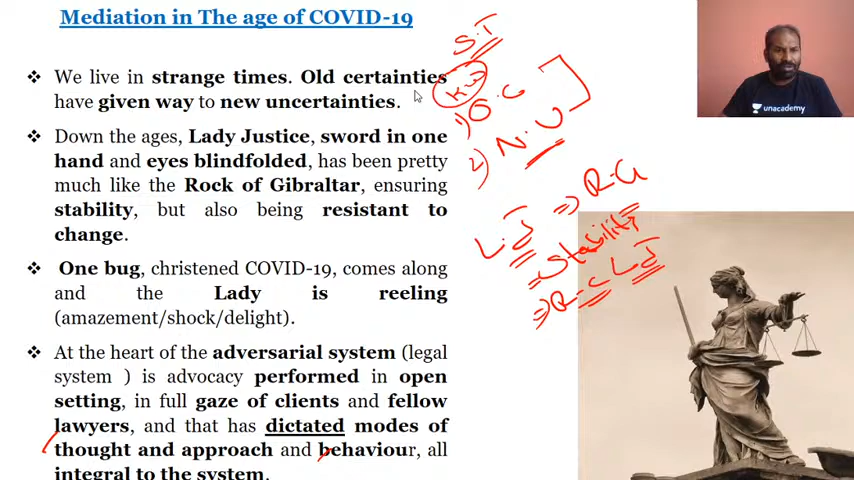 Mediation in The age of COVID-19
❖ We live in strange times. Old certainties
have given way to new uncertainties.
❖ Down the ages, Lady Justice, sword in one
hand and eyes blindfolded, has been pretty
much like the Rock of Gibraltar, ensuring
stability, but also being resistant to
change.
❖ One bug, christened COVID-19, comes along
and the Lady is reeling
(amazement/shock/delight).
❖ At the heart of the adversarial system (legal
system ) is advocacy performed in open
setting, in full gaze of clients and fellow
lawyers, and that has dictated modes of
thought and approach and behaviour, all
integral to the system.
S.T
1) O.C
2) N.U
L.J ⇒ R-G
⇒ Stability
⇒ R-C L J
unacademy